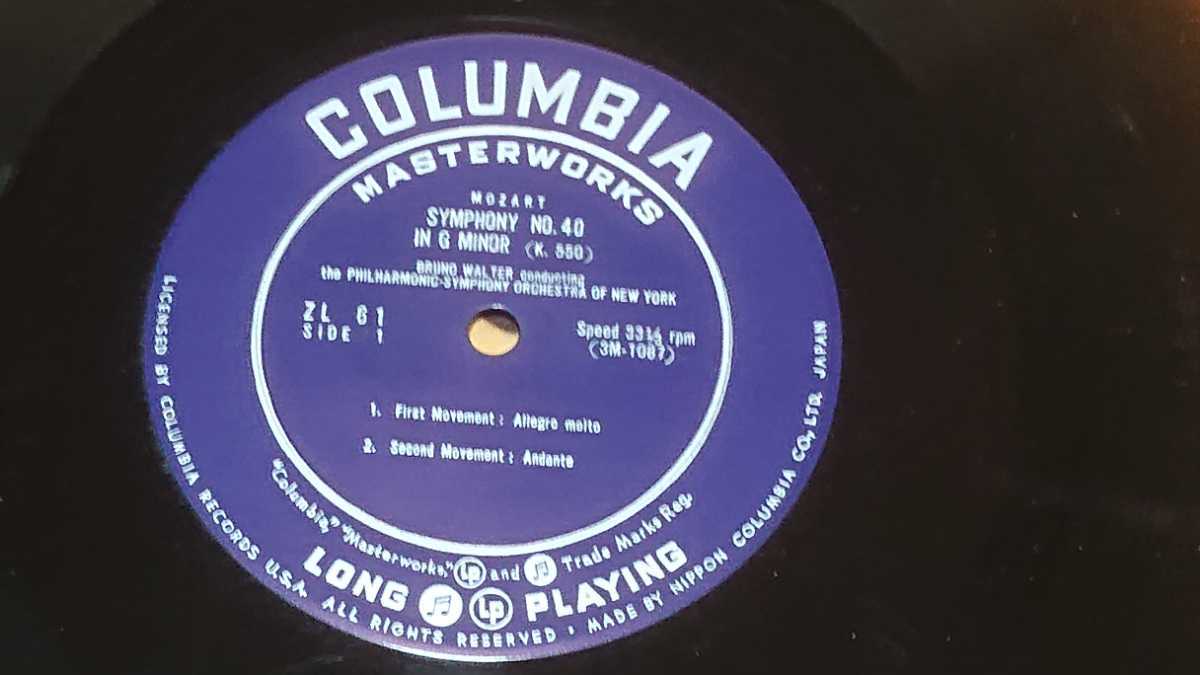 COLUMBIA
MASTERWORKS
MOZART
SYMPHONY NO. 40
IN G MINOR (K. 550)
BRUNO WALTER conducting
the PHILHARMONIC-SYMPHONY ORCHESTRA OF NEW YORK
ZL 61
SIDE 1
Speed 33⅓ rpm
(3M-1087)
1. First Movement : Allegro molto
2. Second Movement : Andante
"Columbia," "Masterworks," Lp and Trade Marks Reg.
LONG Lp PLAYING
LICENSED BY COLUMBIA RECORDS U.S.A. ALL RIGHTS RESERVED · MADE BY NIPPON COLUMBIA CO., LTD. JAPAN